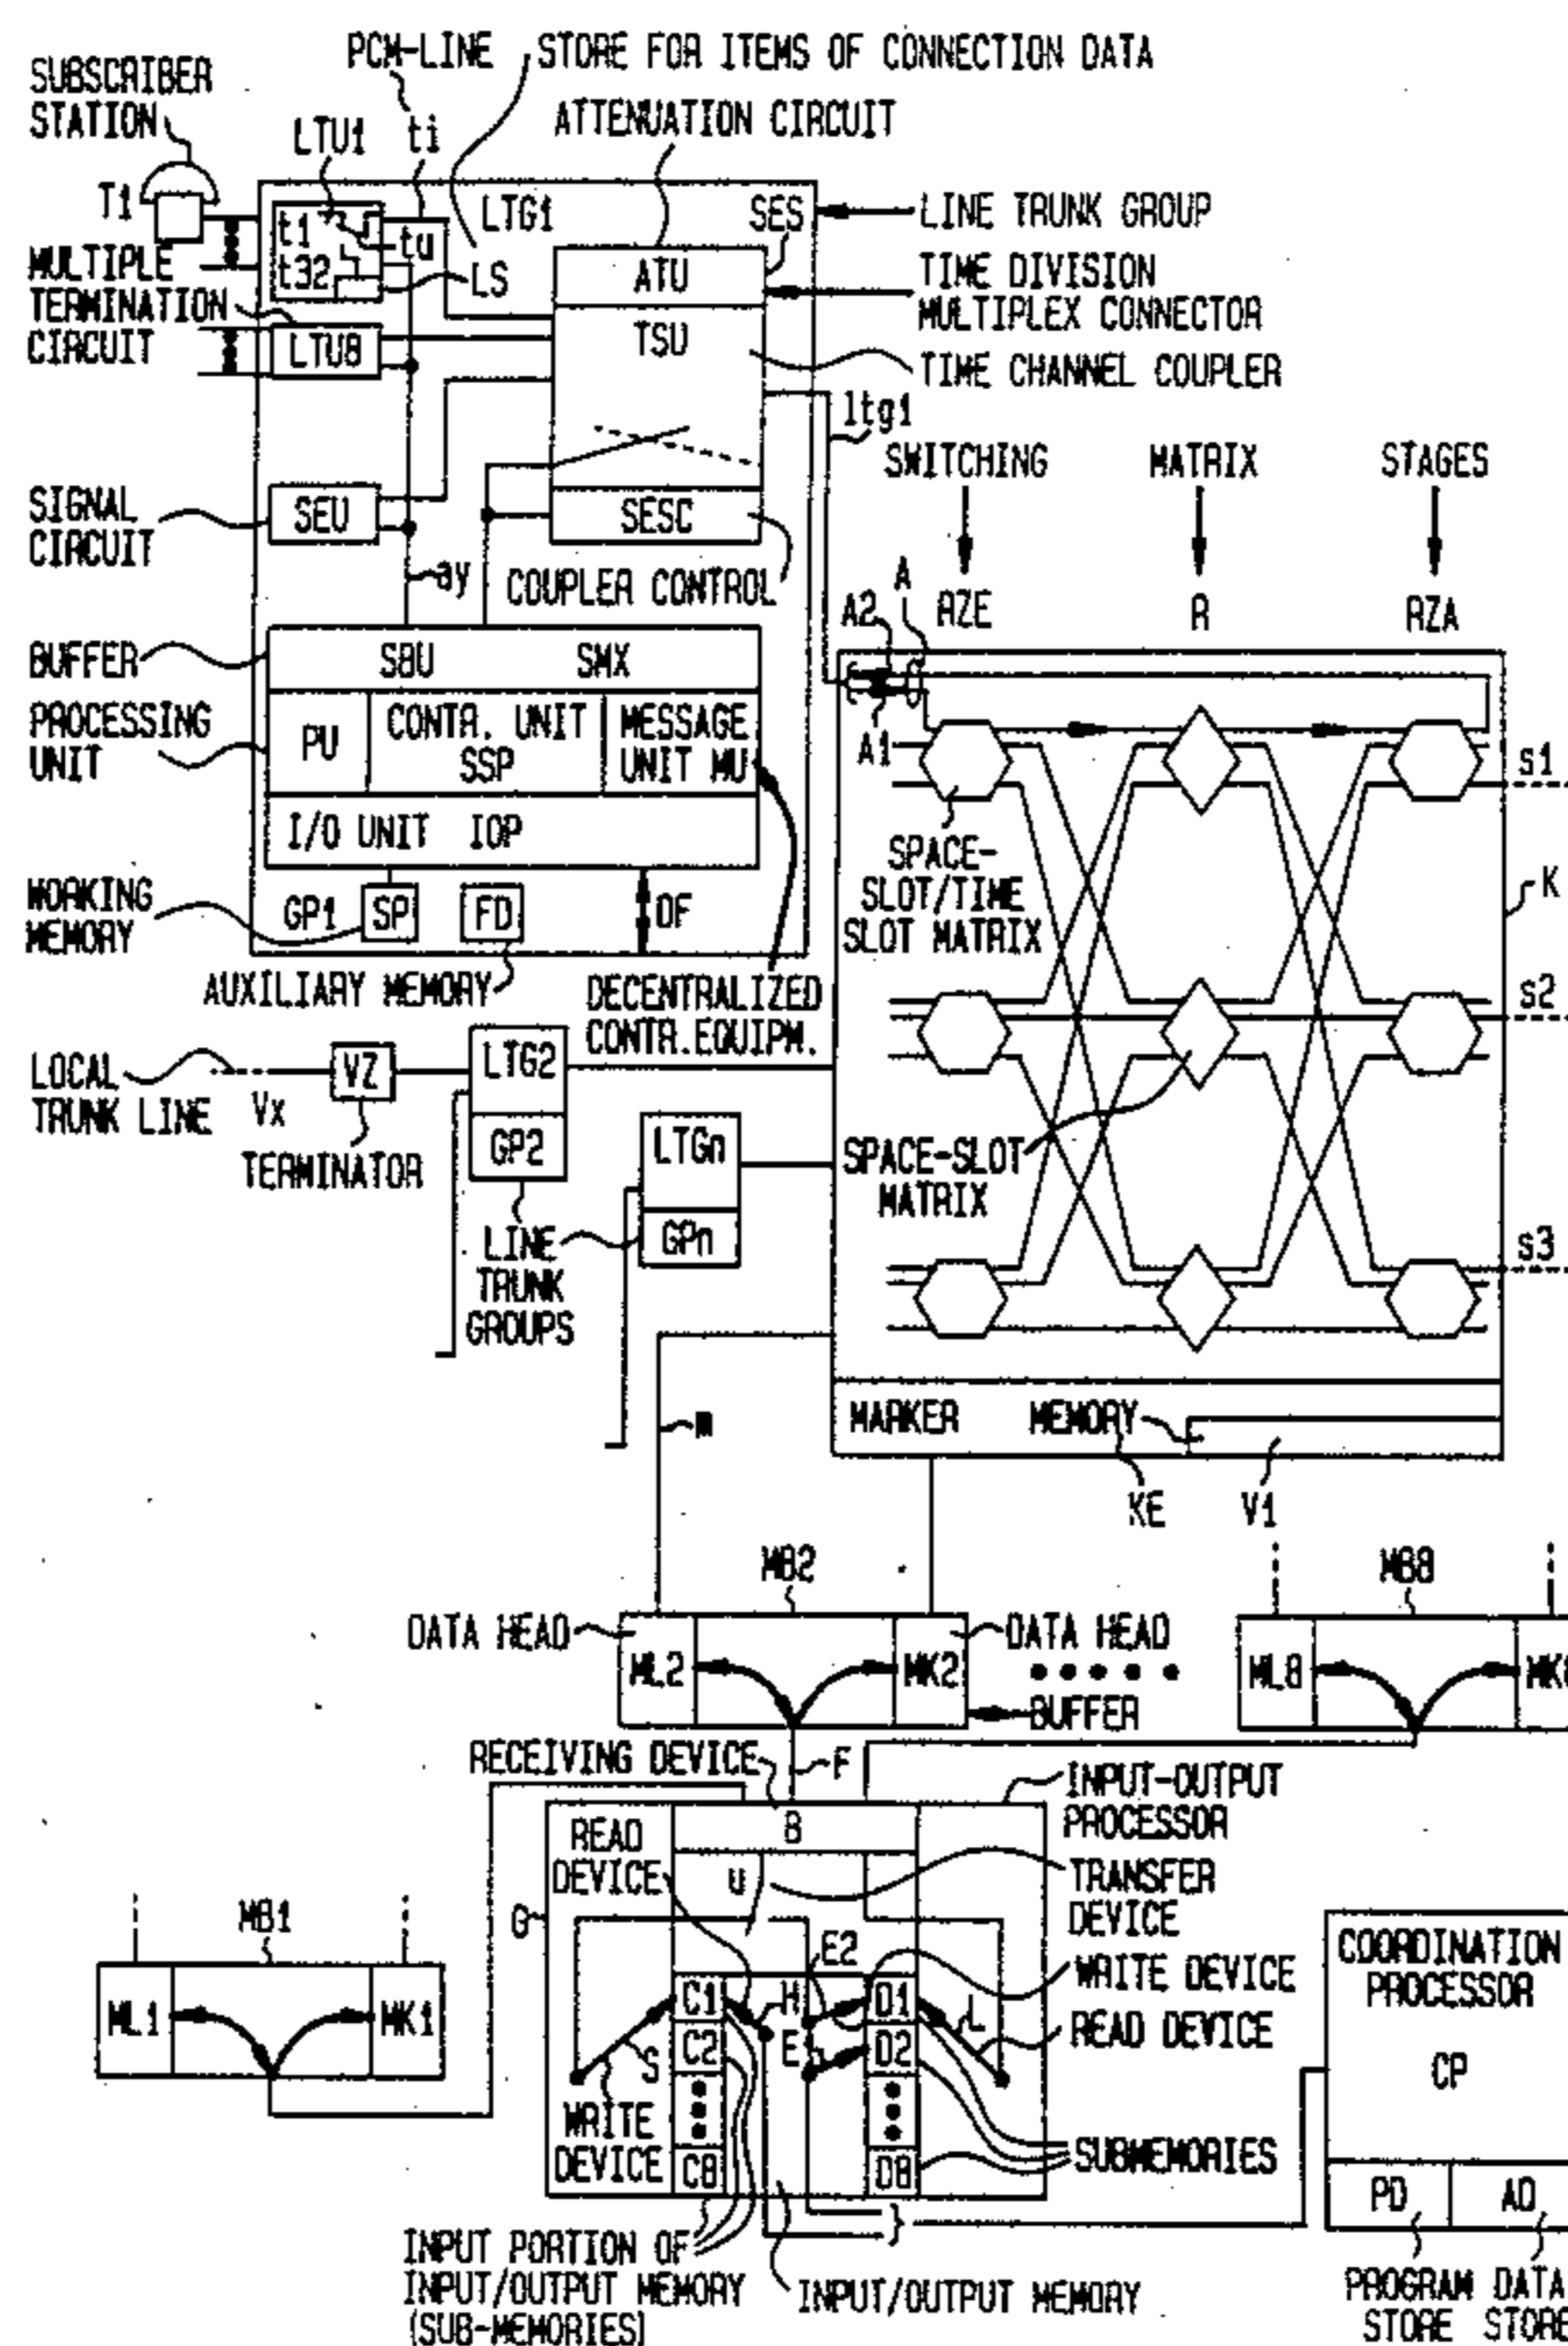 PCM-LINE
STORE FOR ITEMS OF CONNECTION DATA
SUBSCRIBER
STATION
LTU1
ti
ATTENUATION CIRCUIT
T1
t1
tu
LTG1
SES
LINE TRUNK GROUP
t32
LS
ATU
TIME DIVISION
MULTIPLEX CONNECTOR
MULTIPLE
TERMINATION
CIRCUIT
LTU8
TSU
TIME CHANNEL COUPLER
ltg1
SWITCHING
MATRIX
STAGES
SIGNAL
CIRCUIT
SEU
SESC
ay
COUPLER CONTROL
A2
A
RZE
R
RZA
BUFFER
SBU
SMX
PROCESSING
UNIT
PU
CONTR. UNIT
SSP
MESSAGE
UNIT MU
A1
s1
I/O UNIT IOP
SPACE-
SLOT/TIME
SLOT MATRIX
K
WORKING
MEMORY
GP1
SP
FD
DF
AUXILIARY MEMORY
DECENTRALIZED
CONTR.EQUIPM.
s2
LOCAL
TRUNK LINE
Vx
VZ
TERMINATOR
LTG2
GP2
LTGn
GPn
LINE
TRUNK
GROUPS
SPACE-SLOT
MATRIX
s3
m
MARKER
MEMORY
KE
V1
MB2
MB8
DATA HEAD
ML2
MK2
DATA HEAD
BUFFER
ML8
RECEIVING DEVICE
F
INPUT-OUTPUT
PROCESSOR
B
READ
DEVICE
U
TRANSFER
DEVICE
G
MB1
ML1
MK1
E2
WRITE DEVICE
C1
H
D1
L
READ DEVICE
C2
E
D2
S
WRITE
DEVICE
C8
D8
SUBMEMORIES
COORDINATION
PROCESSOR
CP
PD
AD
INPUT PORTION OF
INPUT/OUTPUT MEMORY
(SUB-MEMORIES)
INPUT/OUTPUT MEMORY
PROGRAM
STORE
DATA
STORE